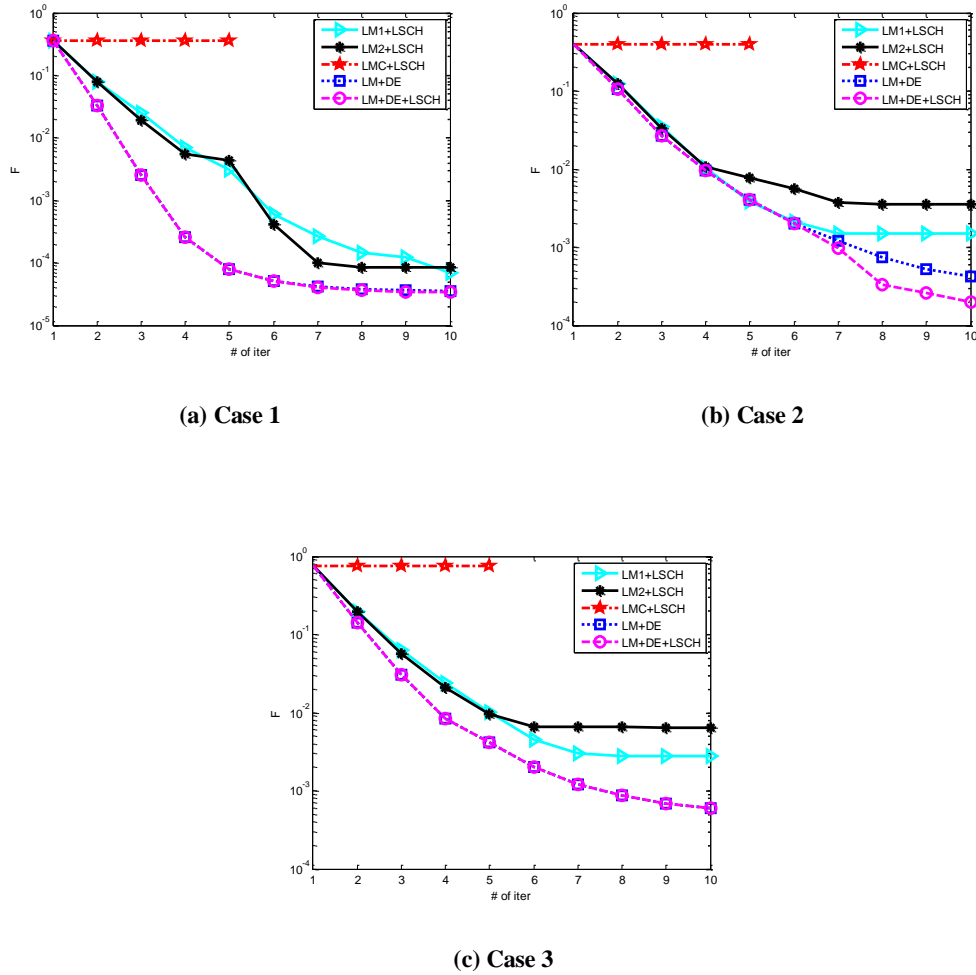 10^0
10^-1
10^-2
10^-3
10^-4
10^-5
F
1 2 3 4 5 6 7 8 9 10
# of iter
LM1+LSCH
LM2+LSCH
LMC+LSCH
LM+DE
LM+DE+LSCH
(a) Case 1
10^0
10^-1
10^-2
10^-3
10^-4
F
1 2 3 4 5 6 7 8 9 10
# of iter
LM1+LSCH
LM2+LSCH
LMC+LSCH
LM+DE
LM+DE+LSCH
(b) Case 2
10^0
10^-1
10^-2
10^-3
10^-4
F
1 2 3 4 5 6 7 8 9 10
# of iter
LM1+LSCH
LM2+LSCH
LMC+LSCH
LM+DE
LM+DE+LSCH
(c) Case 3